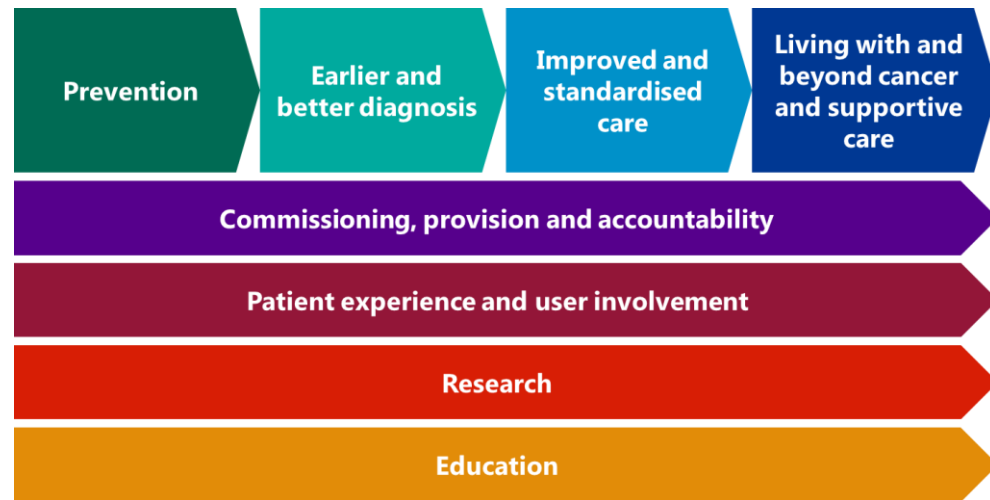 Prevention
Earlier and
better diagnosis
Improved and
standardised
care
Living with and
beyond cancer
and supportive
care
Commissioning, provision and accountability
Patient experience and user involvement
Research
Education